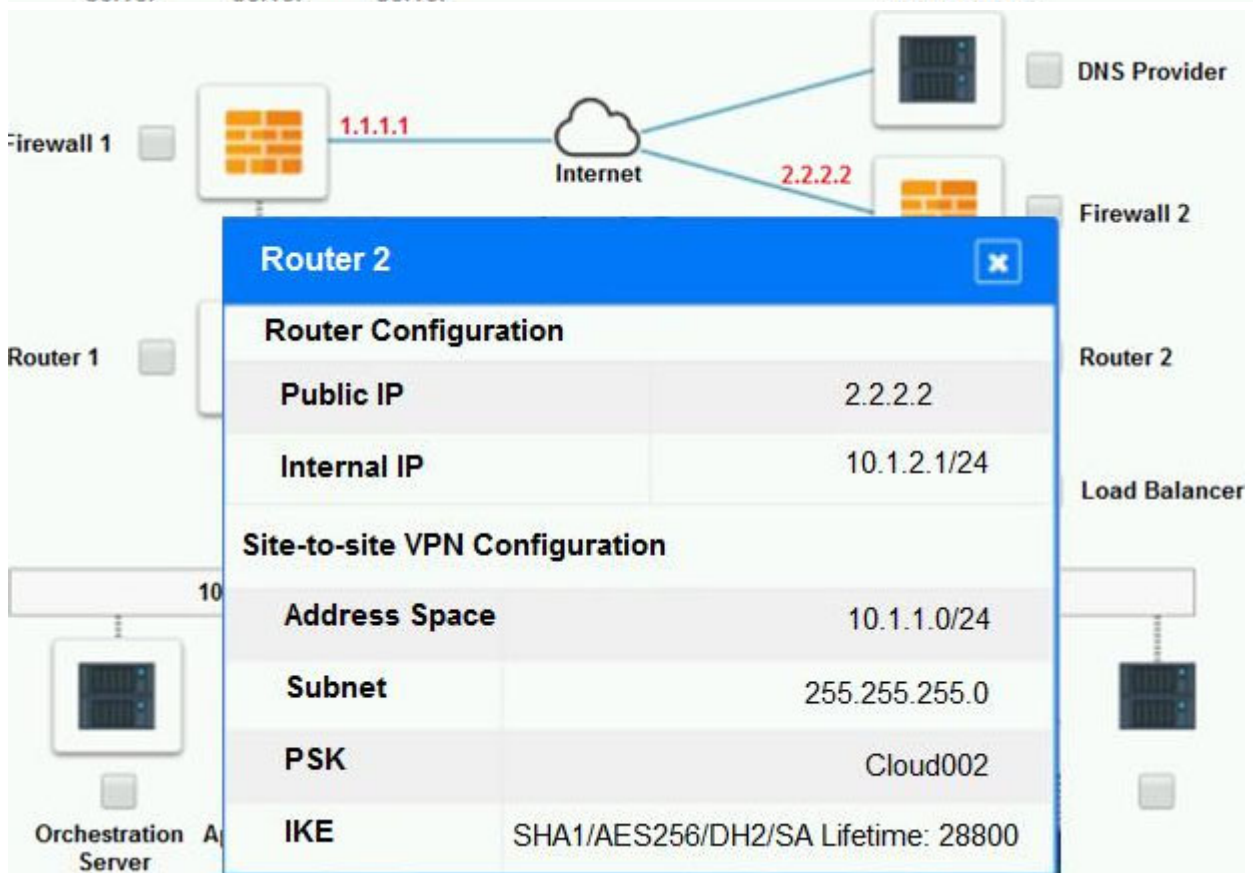 DNS Provider
Firewall 1
1.1.1.1
Internet
2.2.2.2
Firewall 2
Router 2
Router Configuration
Router 1
Router 2
Public IP 2.2.2.2
Internal IP 10.1.2.1/24
Load Balancer
Site-to-site VPN Configuration
10
Address Space 10.1.1.0/24
Subnet 255.255.255.0
PSK Cloud002
Orchestration
Server
IKE SHA1/AES256/DH2/SA Lifetime: 28800